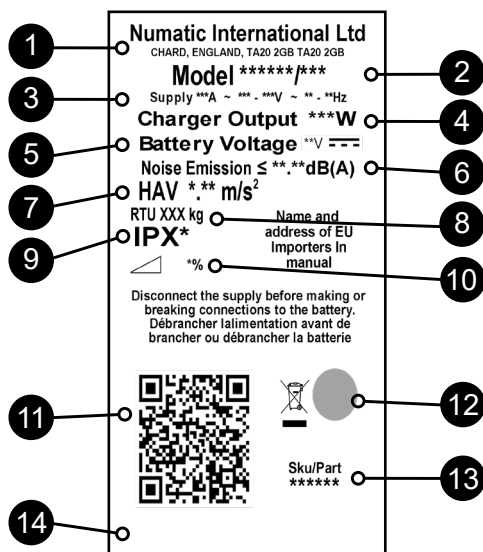 Numatic International Ltd
CHARD, ENGLAND, TA20 2GB TA20 2GB
1
Model ******/***
2
3
Supply ***A ~ *** - ***V ~ ** - **Hz
Charger Output ***W
4
5
Battery Voltage **V
Noise Emission ≤ **.**dB(A)
6
7
HAV *.** m/s²
RTU XXX kg
8
9
IPX*
Name and
address of EU
Importers In
manual
*%
10
Disconnect the supply before making or
breaking connections to the battery.
Débrancher lalimentation avant de
brancher ou débrancher la batterie
11
12
Sku/Part
******
13
14